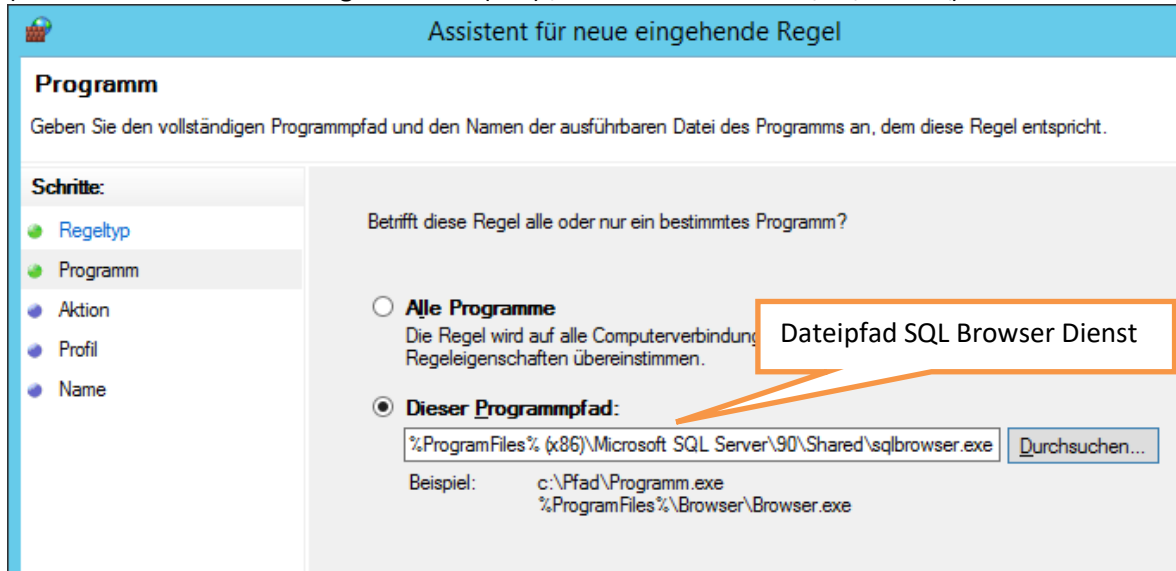 Assistent für neue eingehende Regel
Programm
Geben Sie den vollständigen Programmpfad und den Namen der ausführbaren Datei des Programms an, dem diese Regel entspricht.
Schritte:
Regeltyp
Programm
Aktion
Profil
Name
Betrifft diese Regel alle oder nur ein bestimmtes Programm?
Alle Programme
Die Regel wird auf alle Computerverbindung
Regeleigenschaften übereinstimmen.
Dateipfad SQL Browser Dienst
Dieser Programmpfad:
%ProgramFiles% (x86)\Microsoft SQL Server\90\Shared\sqlbrowser.exe
Durchsuchen...
Beispiel: c:\Pfad\Programm.exe
%ProgramFiles%\Browser\Browser.exe